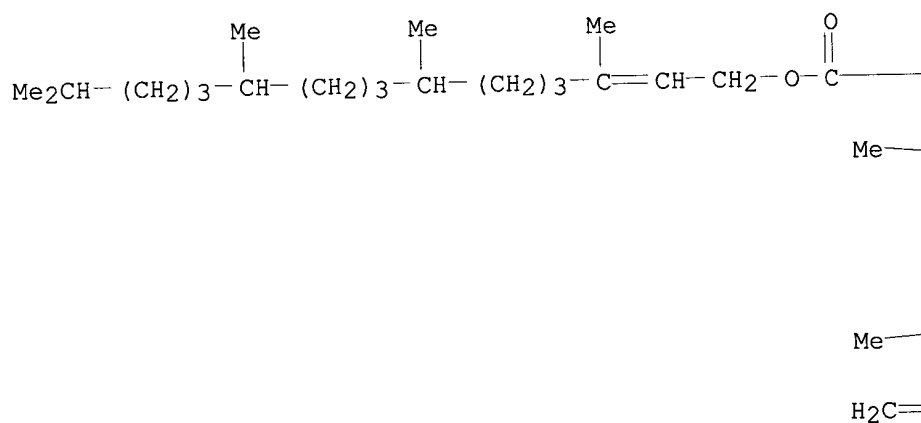 O
Me Me Me
Me2CH-(CH2)3-CH-(CH2)3-CH-(CH2)3-C=CH-CH2-O-C
Me
Me
H2C=